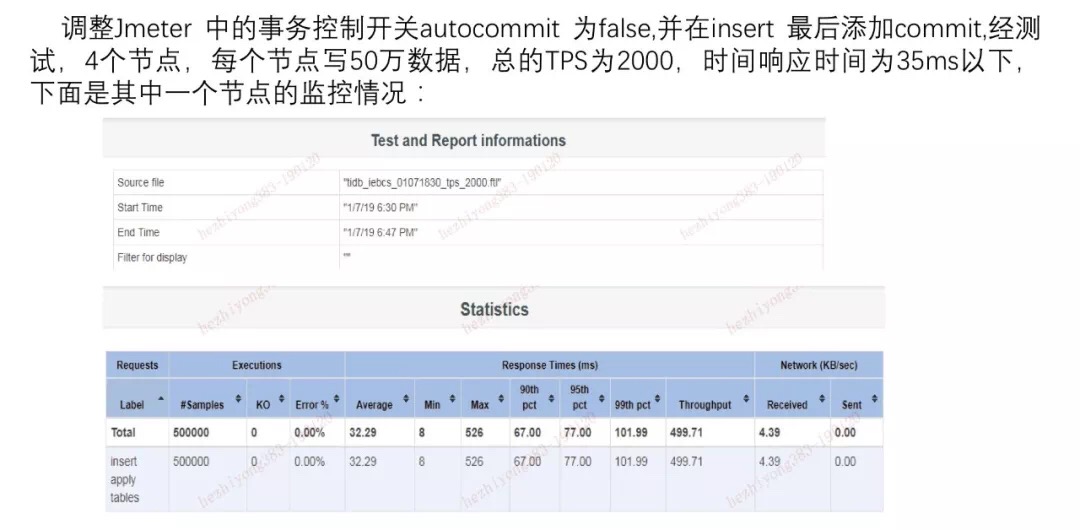 调整Jmeter 中的事务控制开关autocommit 为false,并在insert 最后添加commit,经测
试，4个节点，每个节点写50万数据，总的TPS为2000，时间响应时间为35ms以下，
下面是其中一个节点的监控情况：
Test and Report informations
Source file "tidb_iebcs_01071830_tps_2000.ftl"
Start Time "1/7/19 6:30 PM"
End Time "1/7/19 6:47 PM"
Filter for display ""
Statistics
Requests Executions Response Times (ms) Network (KB/sec)
Label #Samples KO Error % Average Min Max 90th pct 95th pct 99th pct Throughput Received Sent
Total 500000 0 0.00% 32.29 8 526 67.00 77.00 101.99 499.71 4.39 0.00
insert apply tables 500000 0 0.00% 32.29 8 526 67.00 77.00 101.99 499.71 4.39 0.00
hezhiyong383-190120